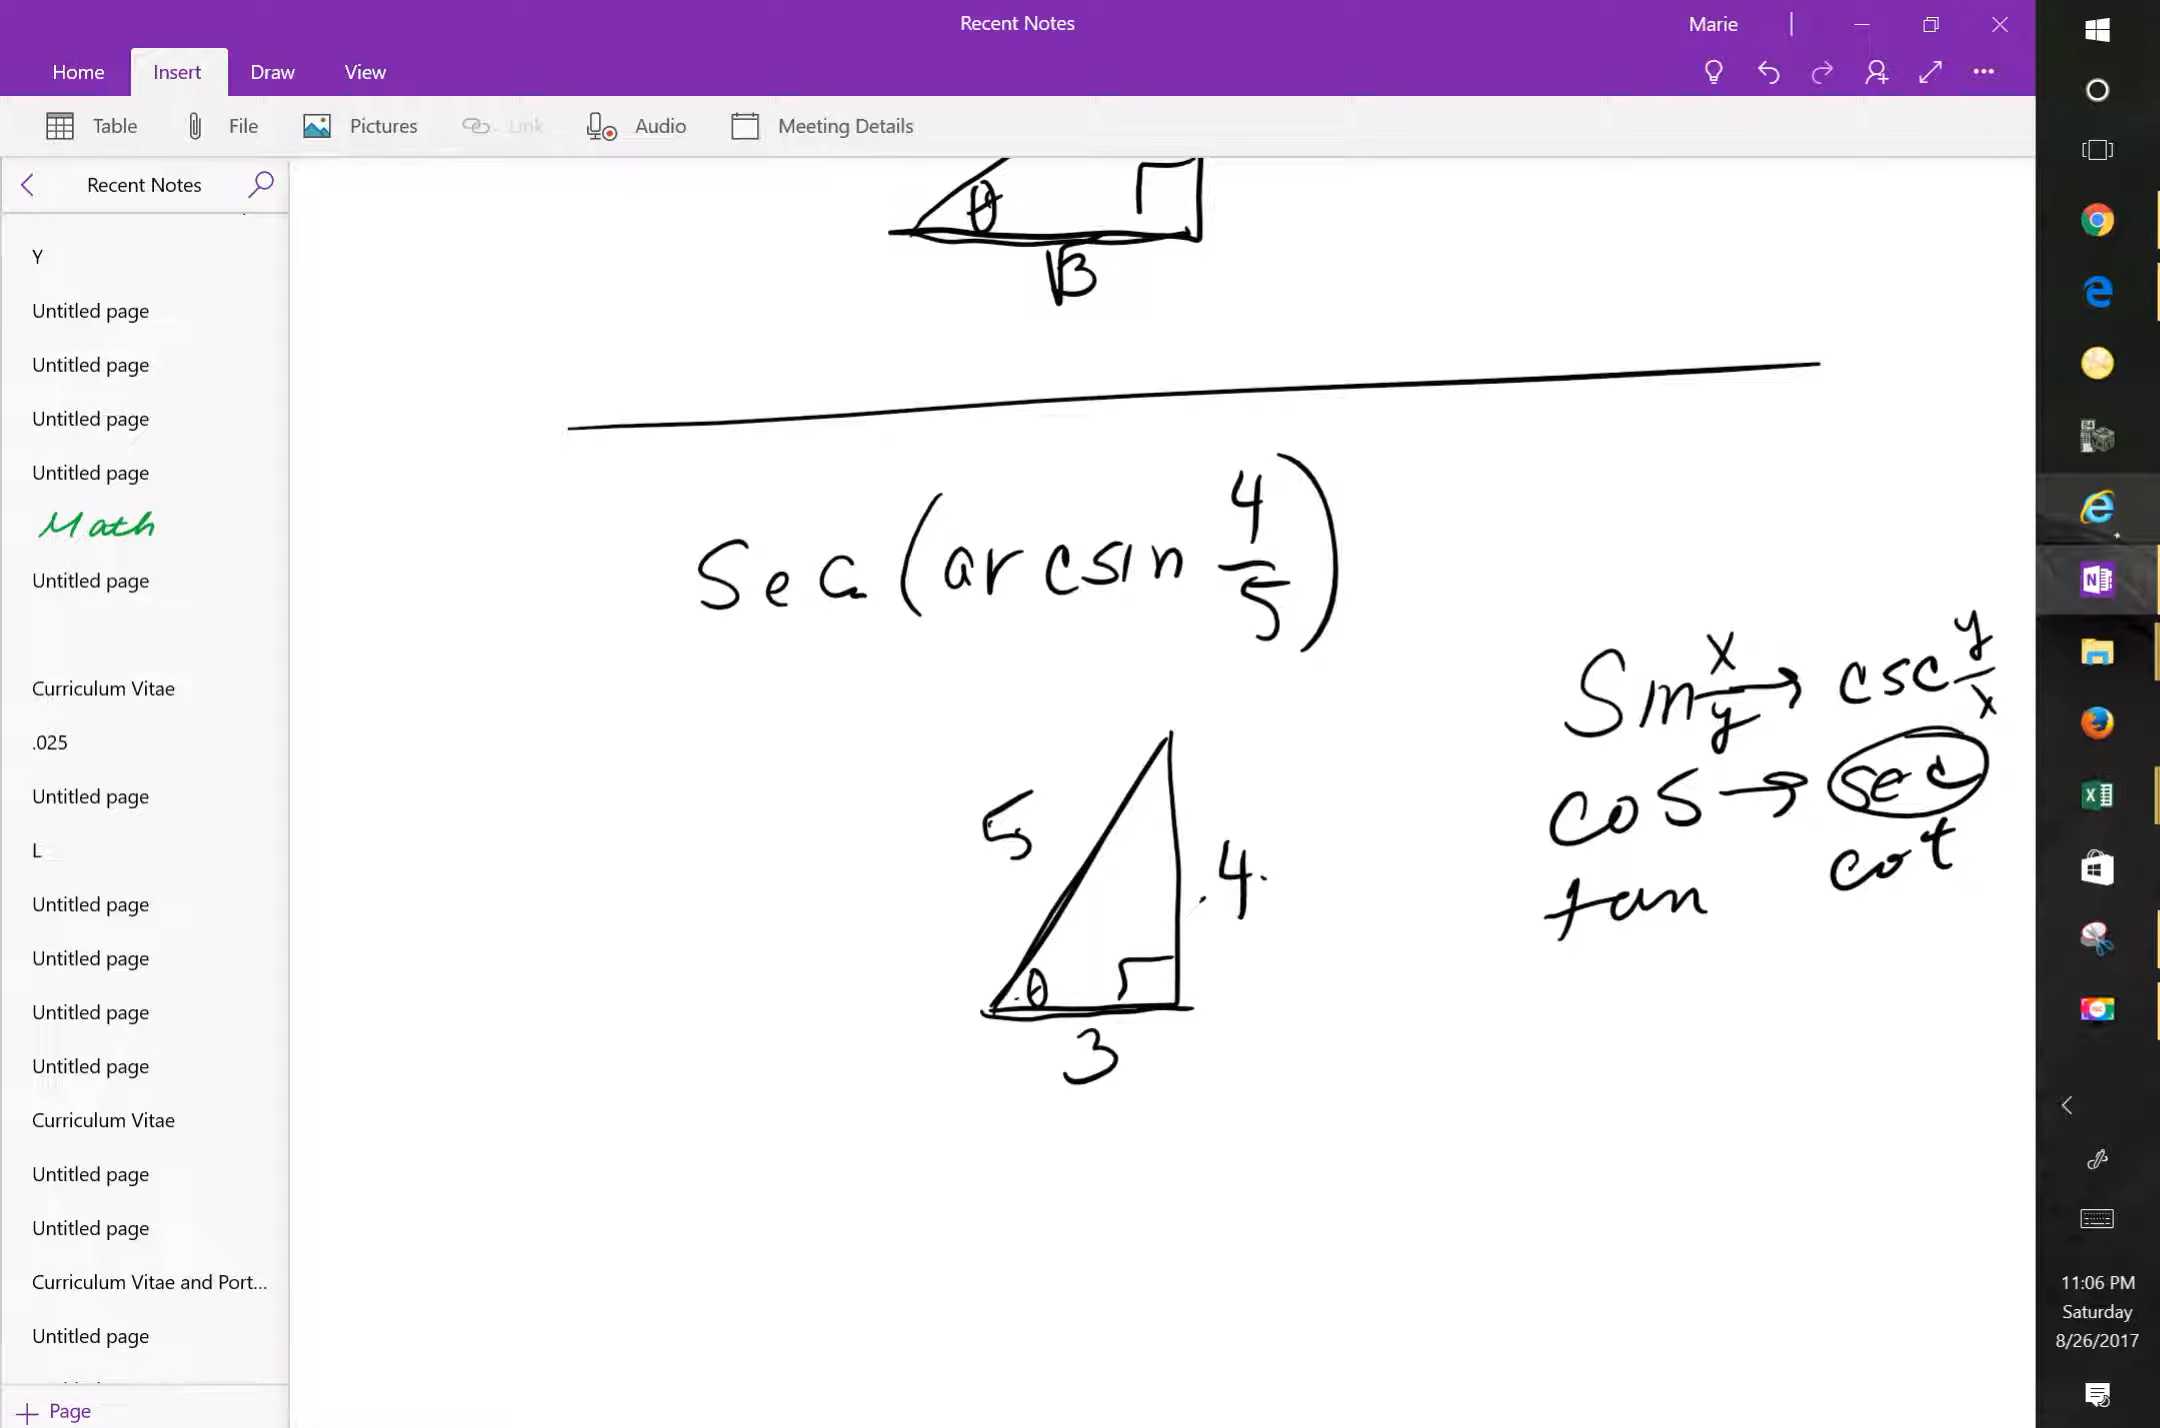 Recent Notes
Marie
Home Insert Draw View
Table File Pictures Link Audio Meeting Details
Recent Notes
Y
Untitled page
Untitled page
Untitled page
Untitled page
Math
Untitled page
Curriculum Vitae
.025
Untitled page
L
Untitled page
Untitled page
Untitled page
Untitled page
Curriculum Vitae
Untitled page
Untitled page
Curriculum Vitae and Port...
Untitled page
Page
θ
Sec (arcsin 4/5)
Sin x/y → csc y/x
cos → sec
tan cot
5
4
θ
3
11:06 PM
Saturday
8/26/2017